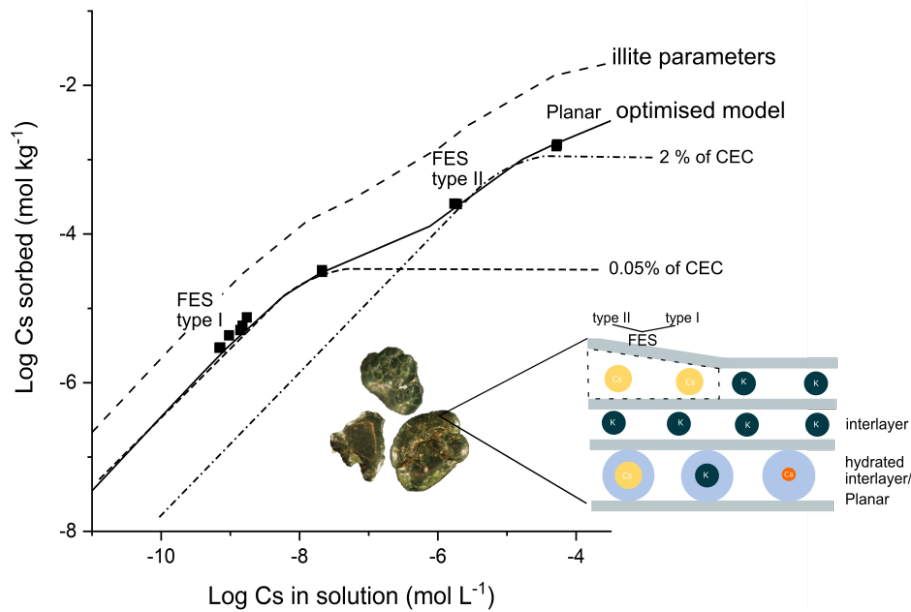 illite parameters
-2
Planar
optimised model
FES
type II
2 % of CEC
Log Cs sorbed (mol kg⁻¹)
-4
0.05% of CEC
FES
type I
type II
type I
FES
Cs
Cs
K
K
-6
K
K
K
K
interlayer
hydrated
interlayer/
Planar
Cs
K
Ca
-8
-10
-8
-6
-4
Log Cs in solution (mol L⁻¹)